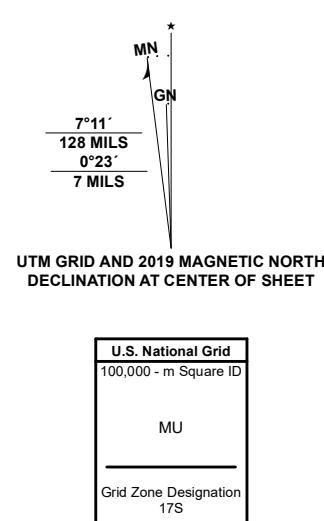 ★
MN
GN
7°11´
128 MILS
0°23´
7 MILS
UTM GRID AND 2019 MAGNETIC NORTH
DECLINATION AT CENTER OF SHEET
U.S. National Grid
100,000 - m Square ID
MU
Grid Zone Designation
17S